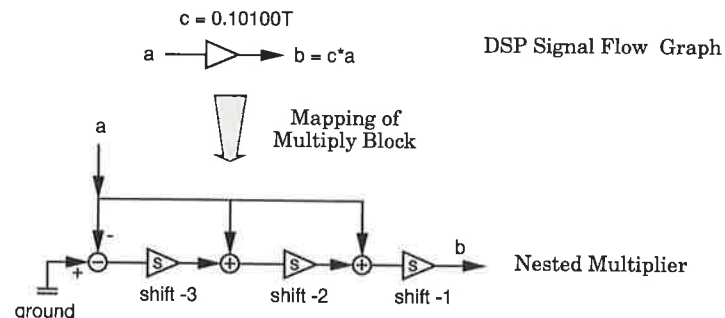 c = 0.10100T
a
b = c*a
DSP Signal Flow Graph
Mapping of
Multiply Block
a
-
+
S
+
S
+
S
b
Nested Multiplier
shift -3
shift -2
shift -1
ground